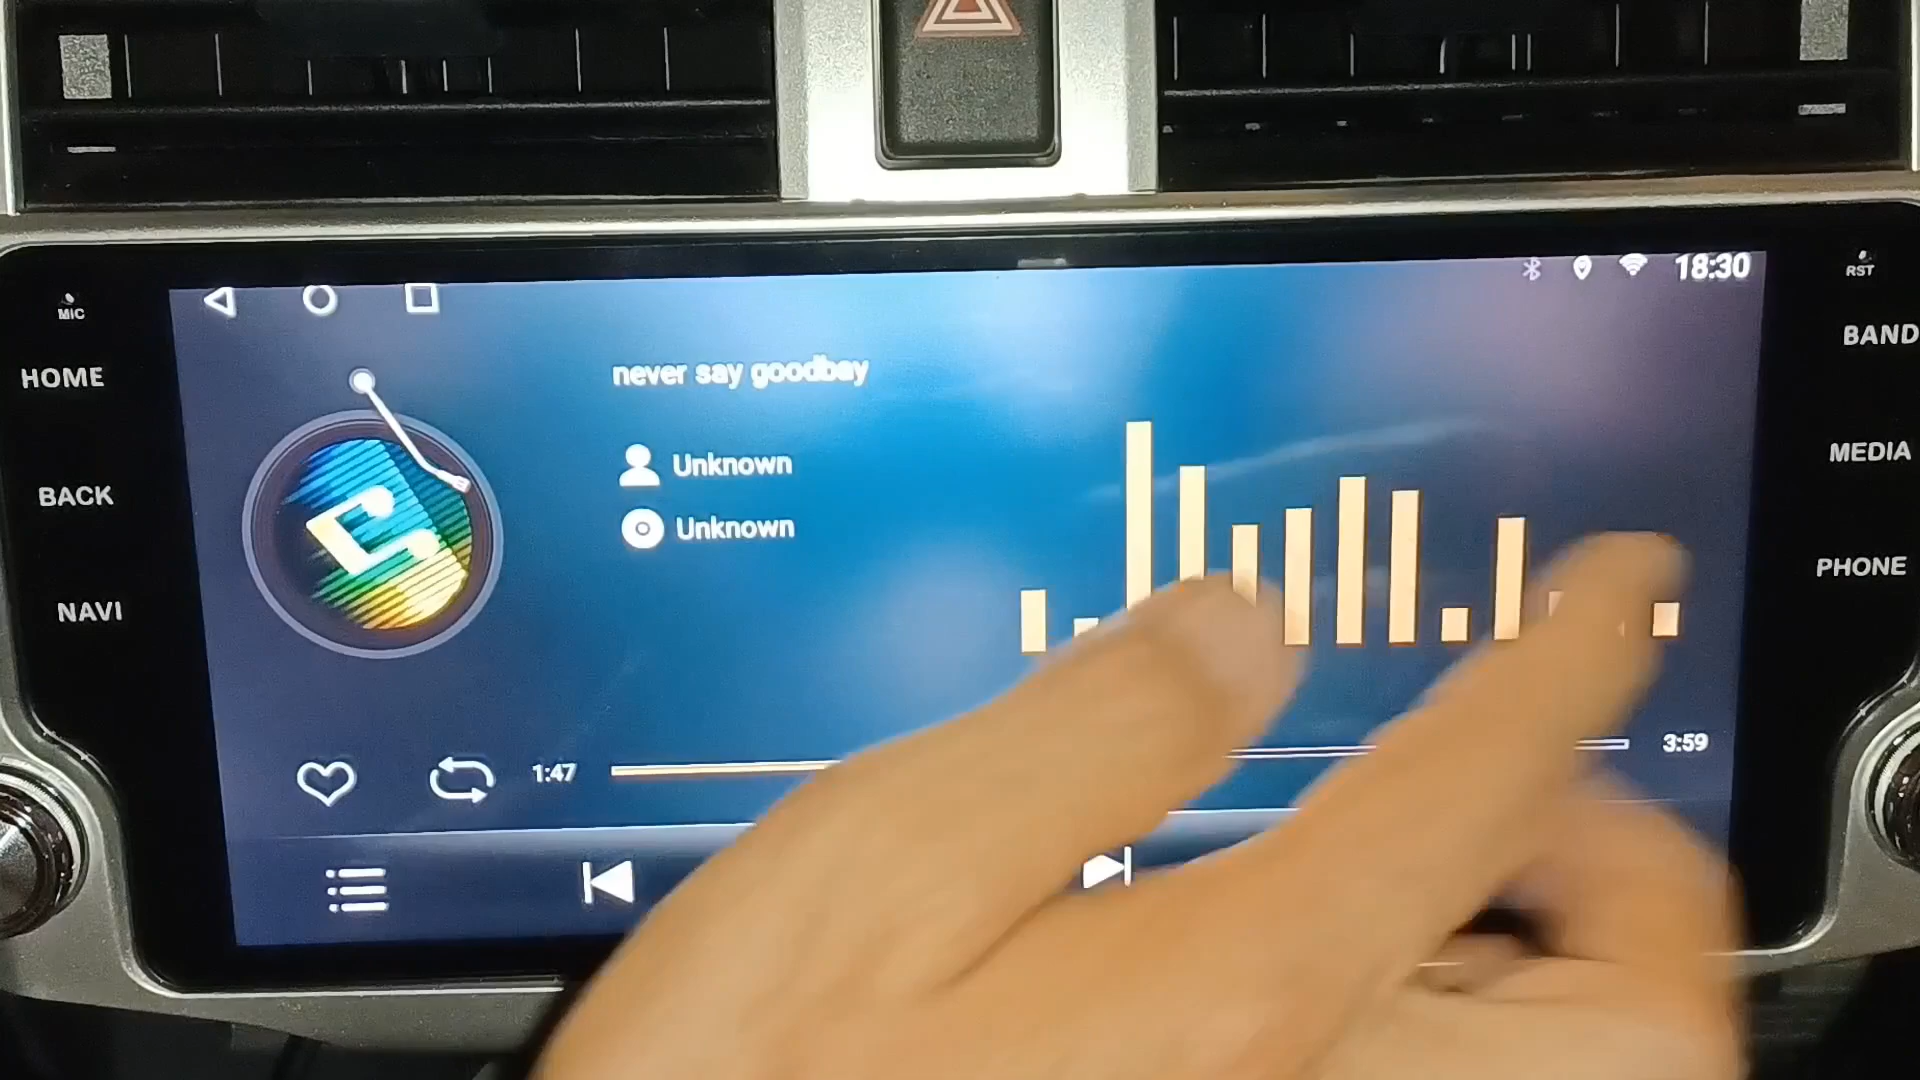 18:30
MIC
RST
HOME
BAND
BACK
MEDIA
NAVI
PHONE
never say goodbay
Unknown
Unknown
1:47
3:59